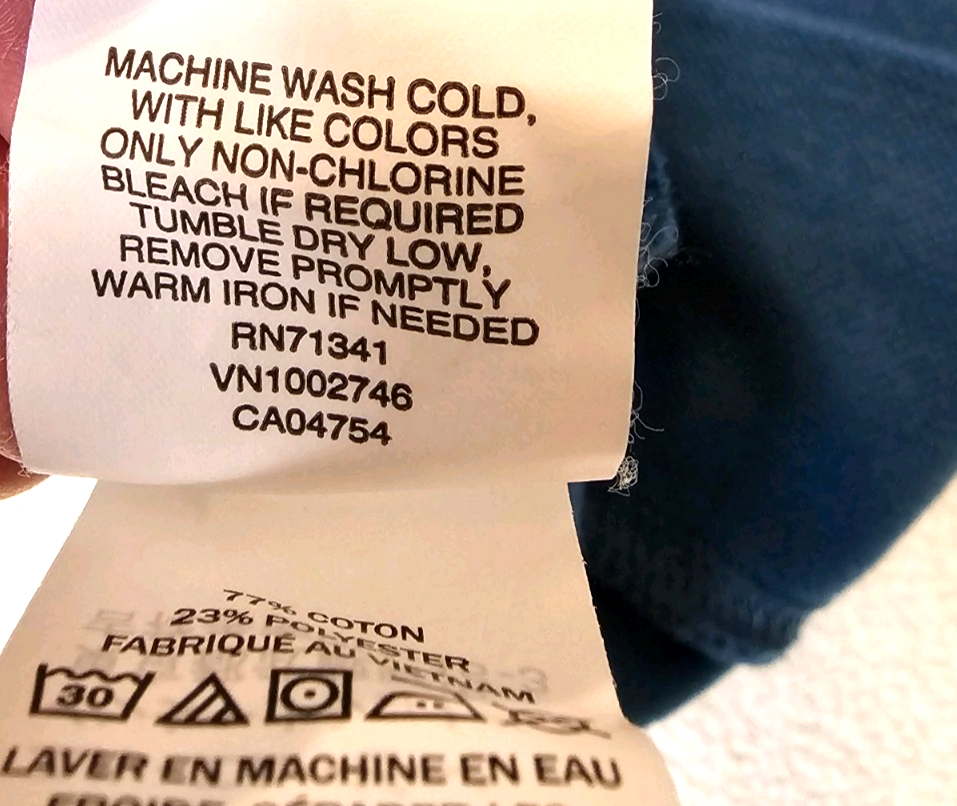 MACHINE WASH COLD,
WITH LIKE COLORS
ONLY NON-CHLORINE
BLEACH IF REQUIRED
TUMBLE DRY LOW,
REMOVE PROMPTLY
WARM IRON IF NEEDED
RN71341
VN1002746
CA04754
77% COTON
23% POLYESTER
FABRIQUÉ AU VIETNAM
30
LAVER EN MACHINE EN EAU